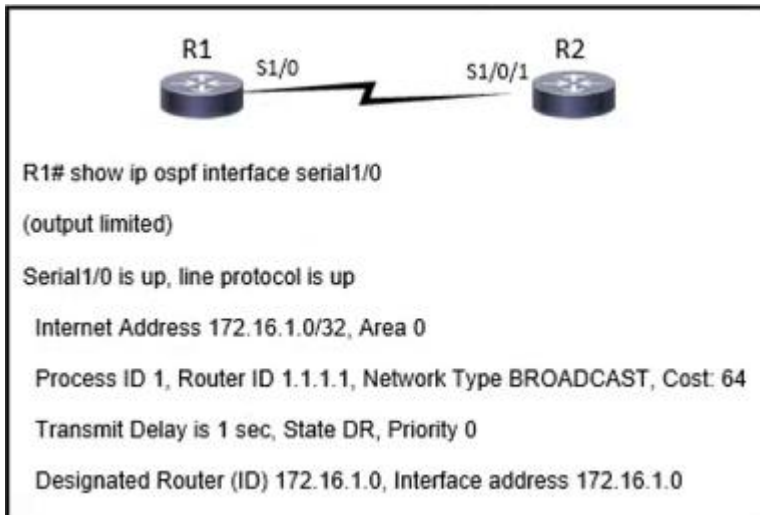 R1
R2
S1/0
S1/0/1
R1# show ip ospf interface serial1/0
(output limited)
Serial1/0 is up, line protocol is up
Internet Address 172.16.1.0/32, Area 0
Process ID 1, Router ID 1.1.1.1, Network Type BROADCAST, Cost: 64
Transmit Delay is 1 sec, State DR, Priority 0
Designated Router (ID) 172.16.1.0, Interface address 172.16.1.0